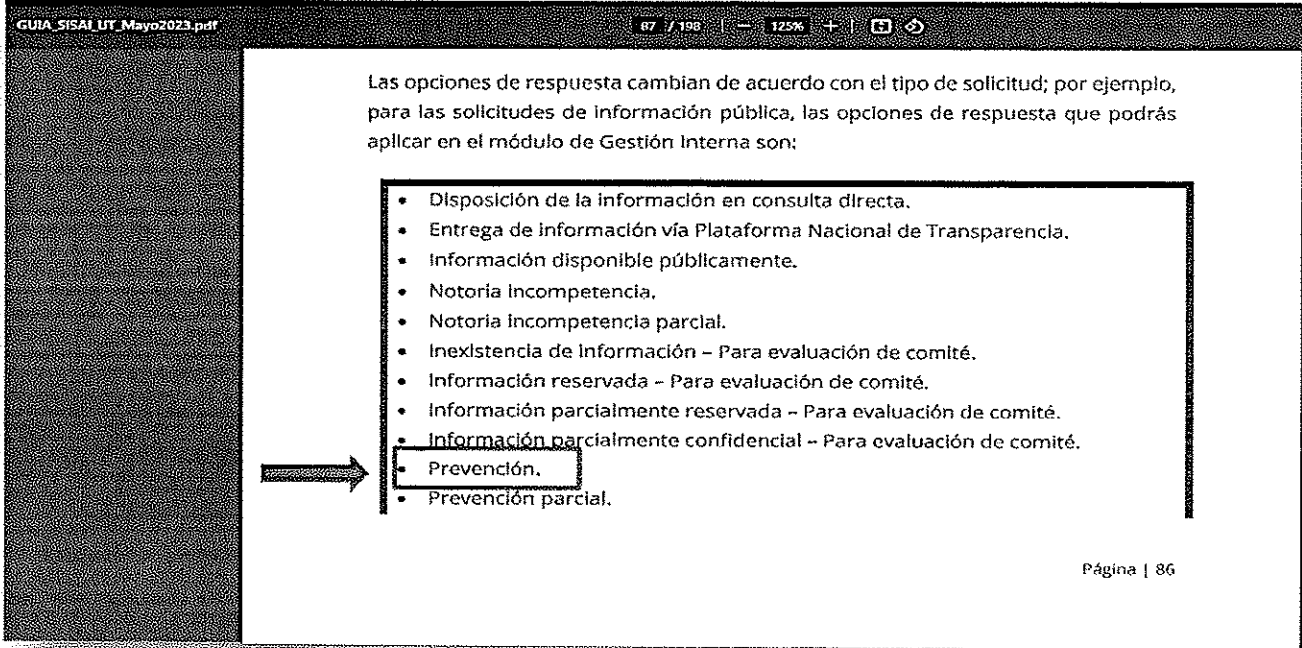 GUIA_SISAI_UT_Mayo2023.pdf
87 / 198 | — 125% + |
Las opciones de respuesta cambian de acuerdo con el tipo de solicitud; por ejemplo,
para las solicitudes de información pública, las opciones de respuesta que podrás
aplicar en el módulo de Gestión Interna son:
• Disposición de la información en consulta directa.
• Entrega de información vía Plataforma Nacional de Transparencia.
• Información disponible públicamente.
• Notoria incompetencia.
• Notoria incompetencia parcial.
• Inexistencia de información – Para evaluación de comité.
• Información reservada – Para evaluación de comité.
• Información parcialmente reservada – Para evaluación de comité.
• Información parcialmente confidencial – Para evaluación de comité.
• Prevención.
• Prevención parcial.
Página | 86